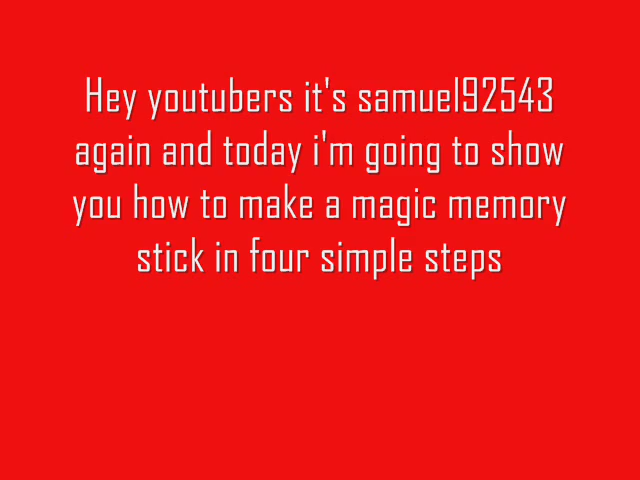 Hey youtubers it's samuel92543
again and today i'm going to show
you how to make a magic memory
stick in four simple steps